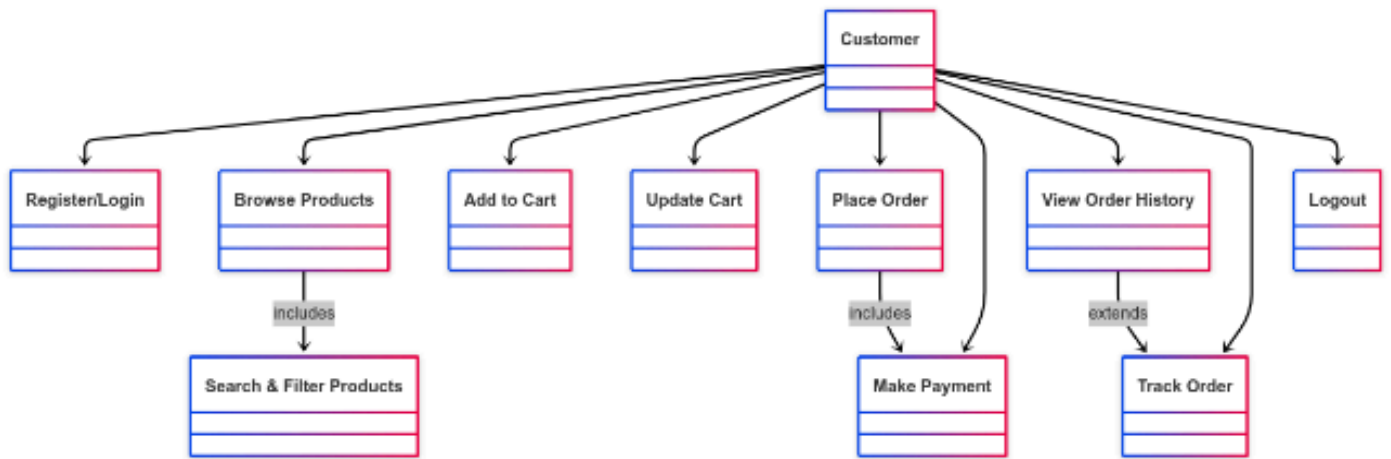 Customer
Register/Login
Browse Products
Add to Cart
Update Cart
Place Order
View Order History
Logout
includes
includes
extends
Search & Filter Products
Make Payment
Track Order